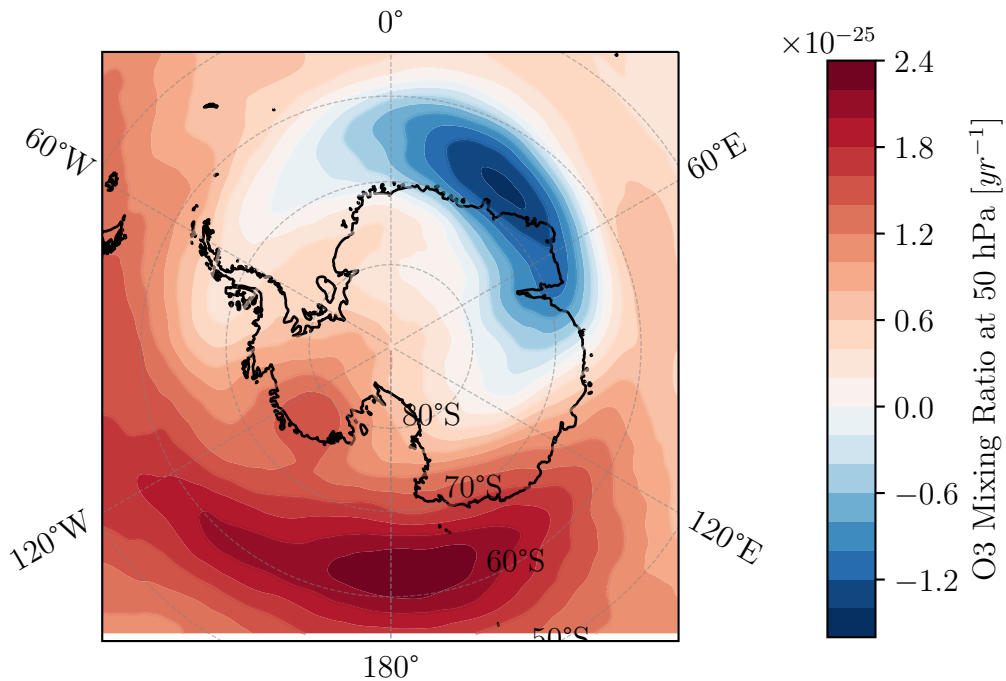 0°
×10⁻²⁵
2.4
60°W
60°E
1.8
1.2
0.6
0.0
80°S
70°S
−0.6
120°W
120°E
60°S
−1.2
50°S
180°
O3 Mixing Ratio at 50 hPa [yr⁻¹]